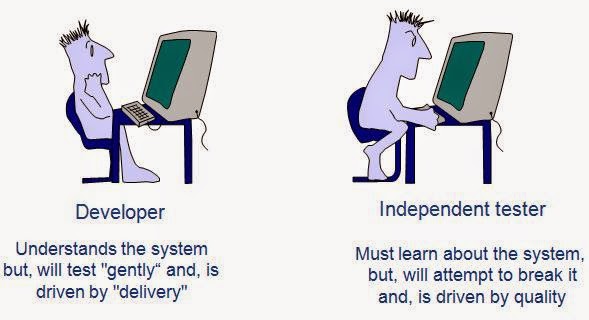 Developer
Understands the system
but, will test "gently“ and, is
driven by "delivery"
Independent tester
Must learn about the system,
but, will attempt to break it
and, is driven by quality